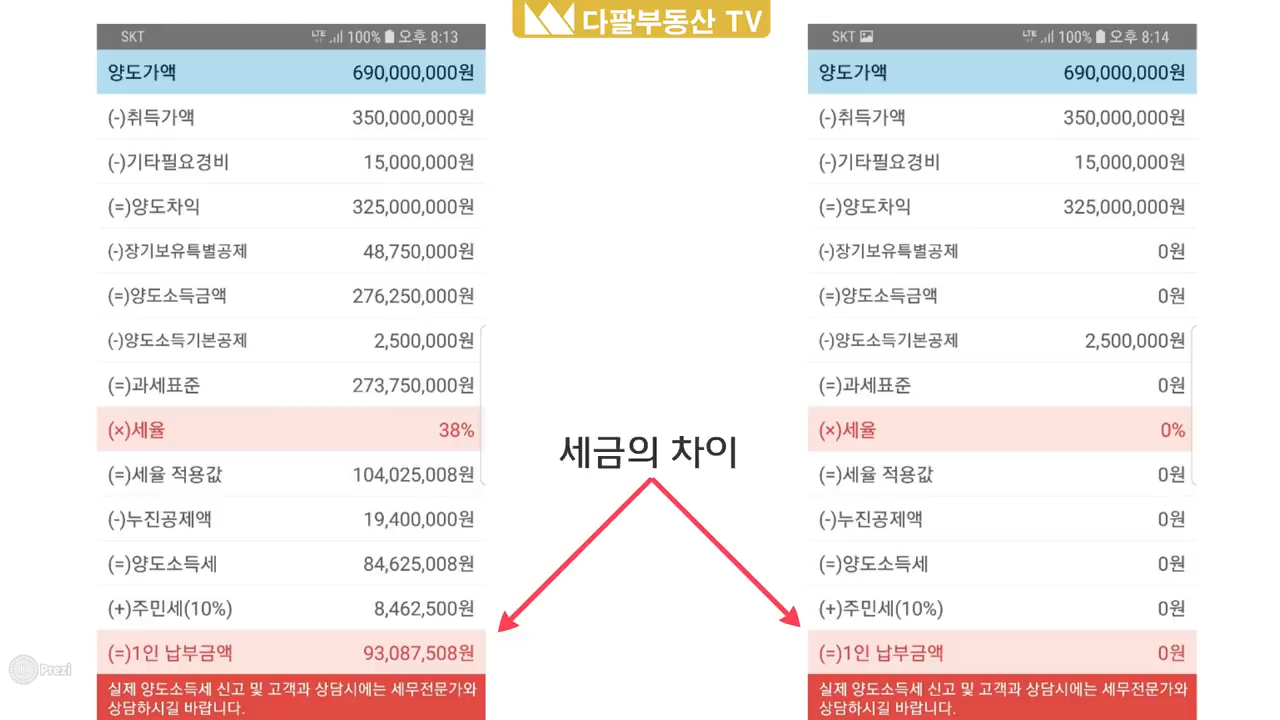 다팔부동산 TV
SKT LTE 100% 오후 8:13
양도가액 690,000,000원
(-)취득가액 350,000,000원
(-)기타필요경비 15,000,000원
(=)양도차익 325,000,000원
(-)장기보유특별공제 48,750,000원
(=)양도소득금액 276,250,000원
(-)양도소득기본공제 2,500,000원
(=)과세표준 273,750,000원
(×)세율 38%
(=)세율 적용값 104,025,008원
(-)누진공제액 19,400,000원
(=)양도소득세 84,625,008원
(+)주민세(10%) 8,462,500원
(=)1인 납부금액 93,087,508원
실제 양도소득세 신고 및 고객과 상담시에는 세무전문가와
상담하시길 바랍니다.
세금의 차이
SKT LTE 100% 오후 8:14
양도가액 690,000,000원
(-)취득가액 350,000,000원
(-)기타필요경비 15,000,000원
(=)양도차익 325,000,000원
(-)장기보유특별공제 0원
(=)양도소득금액 0원
(-)양도소득기본공제 2,500,000원
(=)과세표준 0원
(×)세율 0%
(=)세율 적용값 0원
(-)누진공제액 0원
(=)양도소득세 0원
(+)주민세(10%) 0원
(=)1인 납부금액 0원
실제 양도소득세 신고 및 고객과 상담시에는 세무전문가와
상담하시길 바랍니다.
Prezi